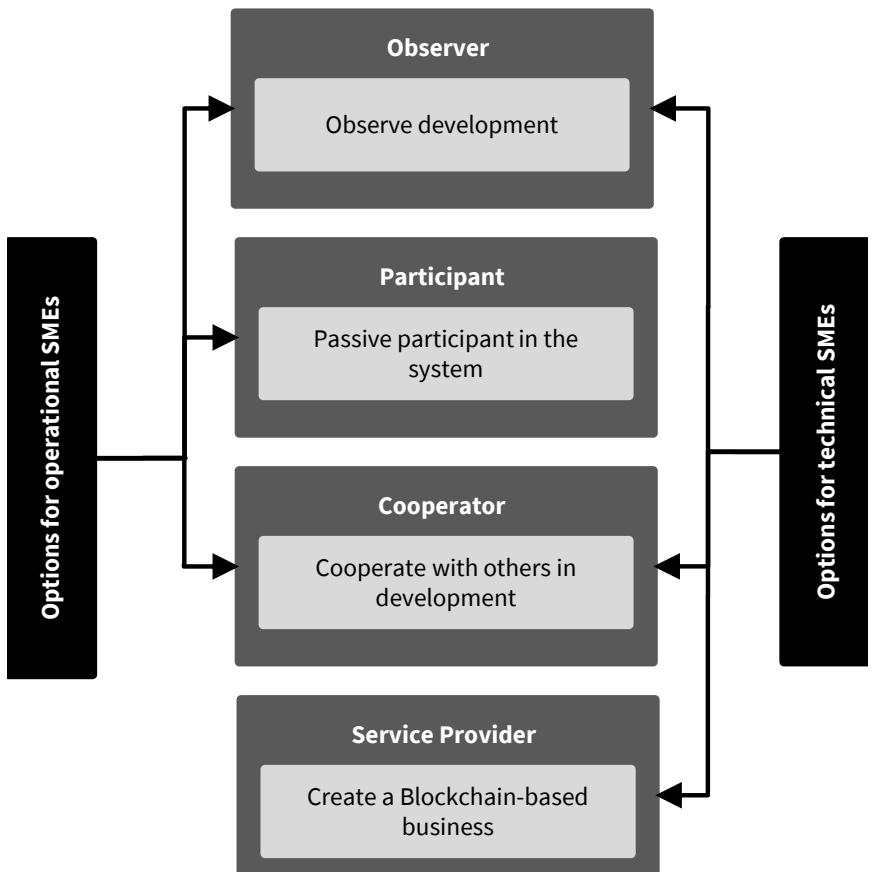 Observer
Observe development
Participant
Passive participant in the
system
Cooperator
Cooperate with others in
development
Service Provider
Create a Blockchain-based
business
Options for operational SMEs
Options for technical SMEs